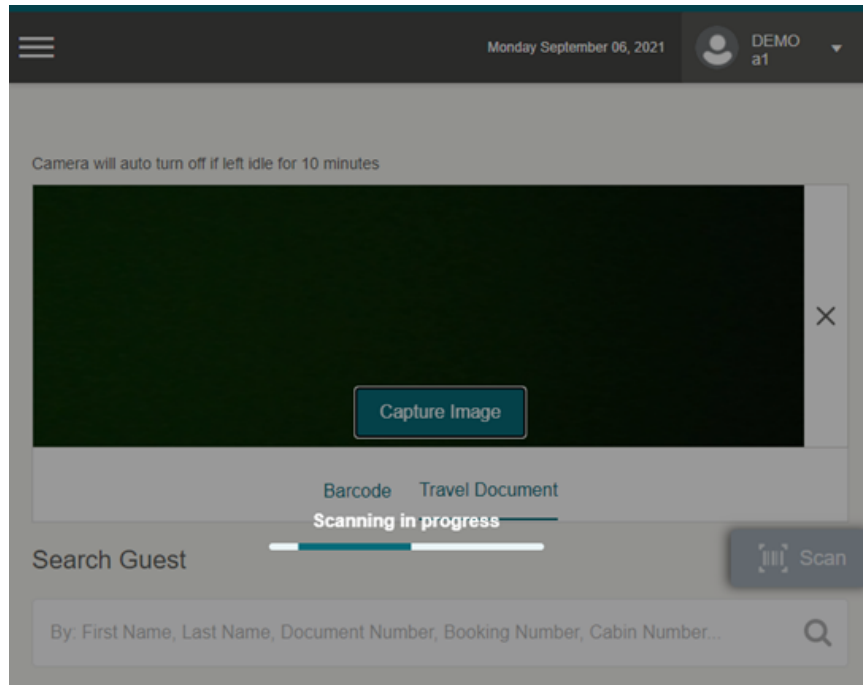 Monday September 06, 2021
DEMO
a1
Camera will auto turn off if left idle for 10 minutes
Capture Image
Barcode Travel Document
Scanning in progress
Search Guest
Scan
By: First Name, Last Name, Document Number, Booking Number, Cabin Number...